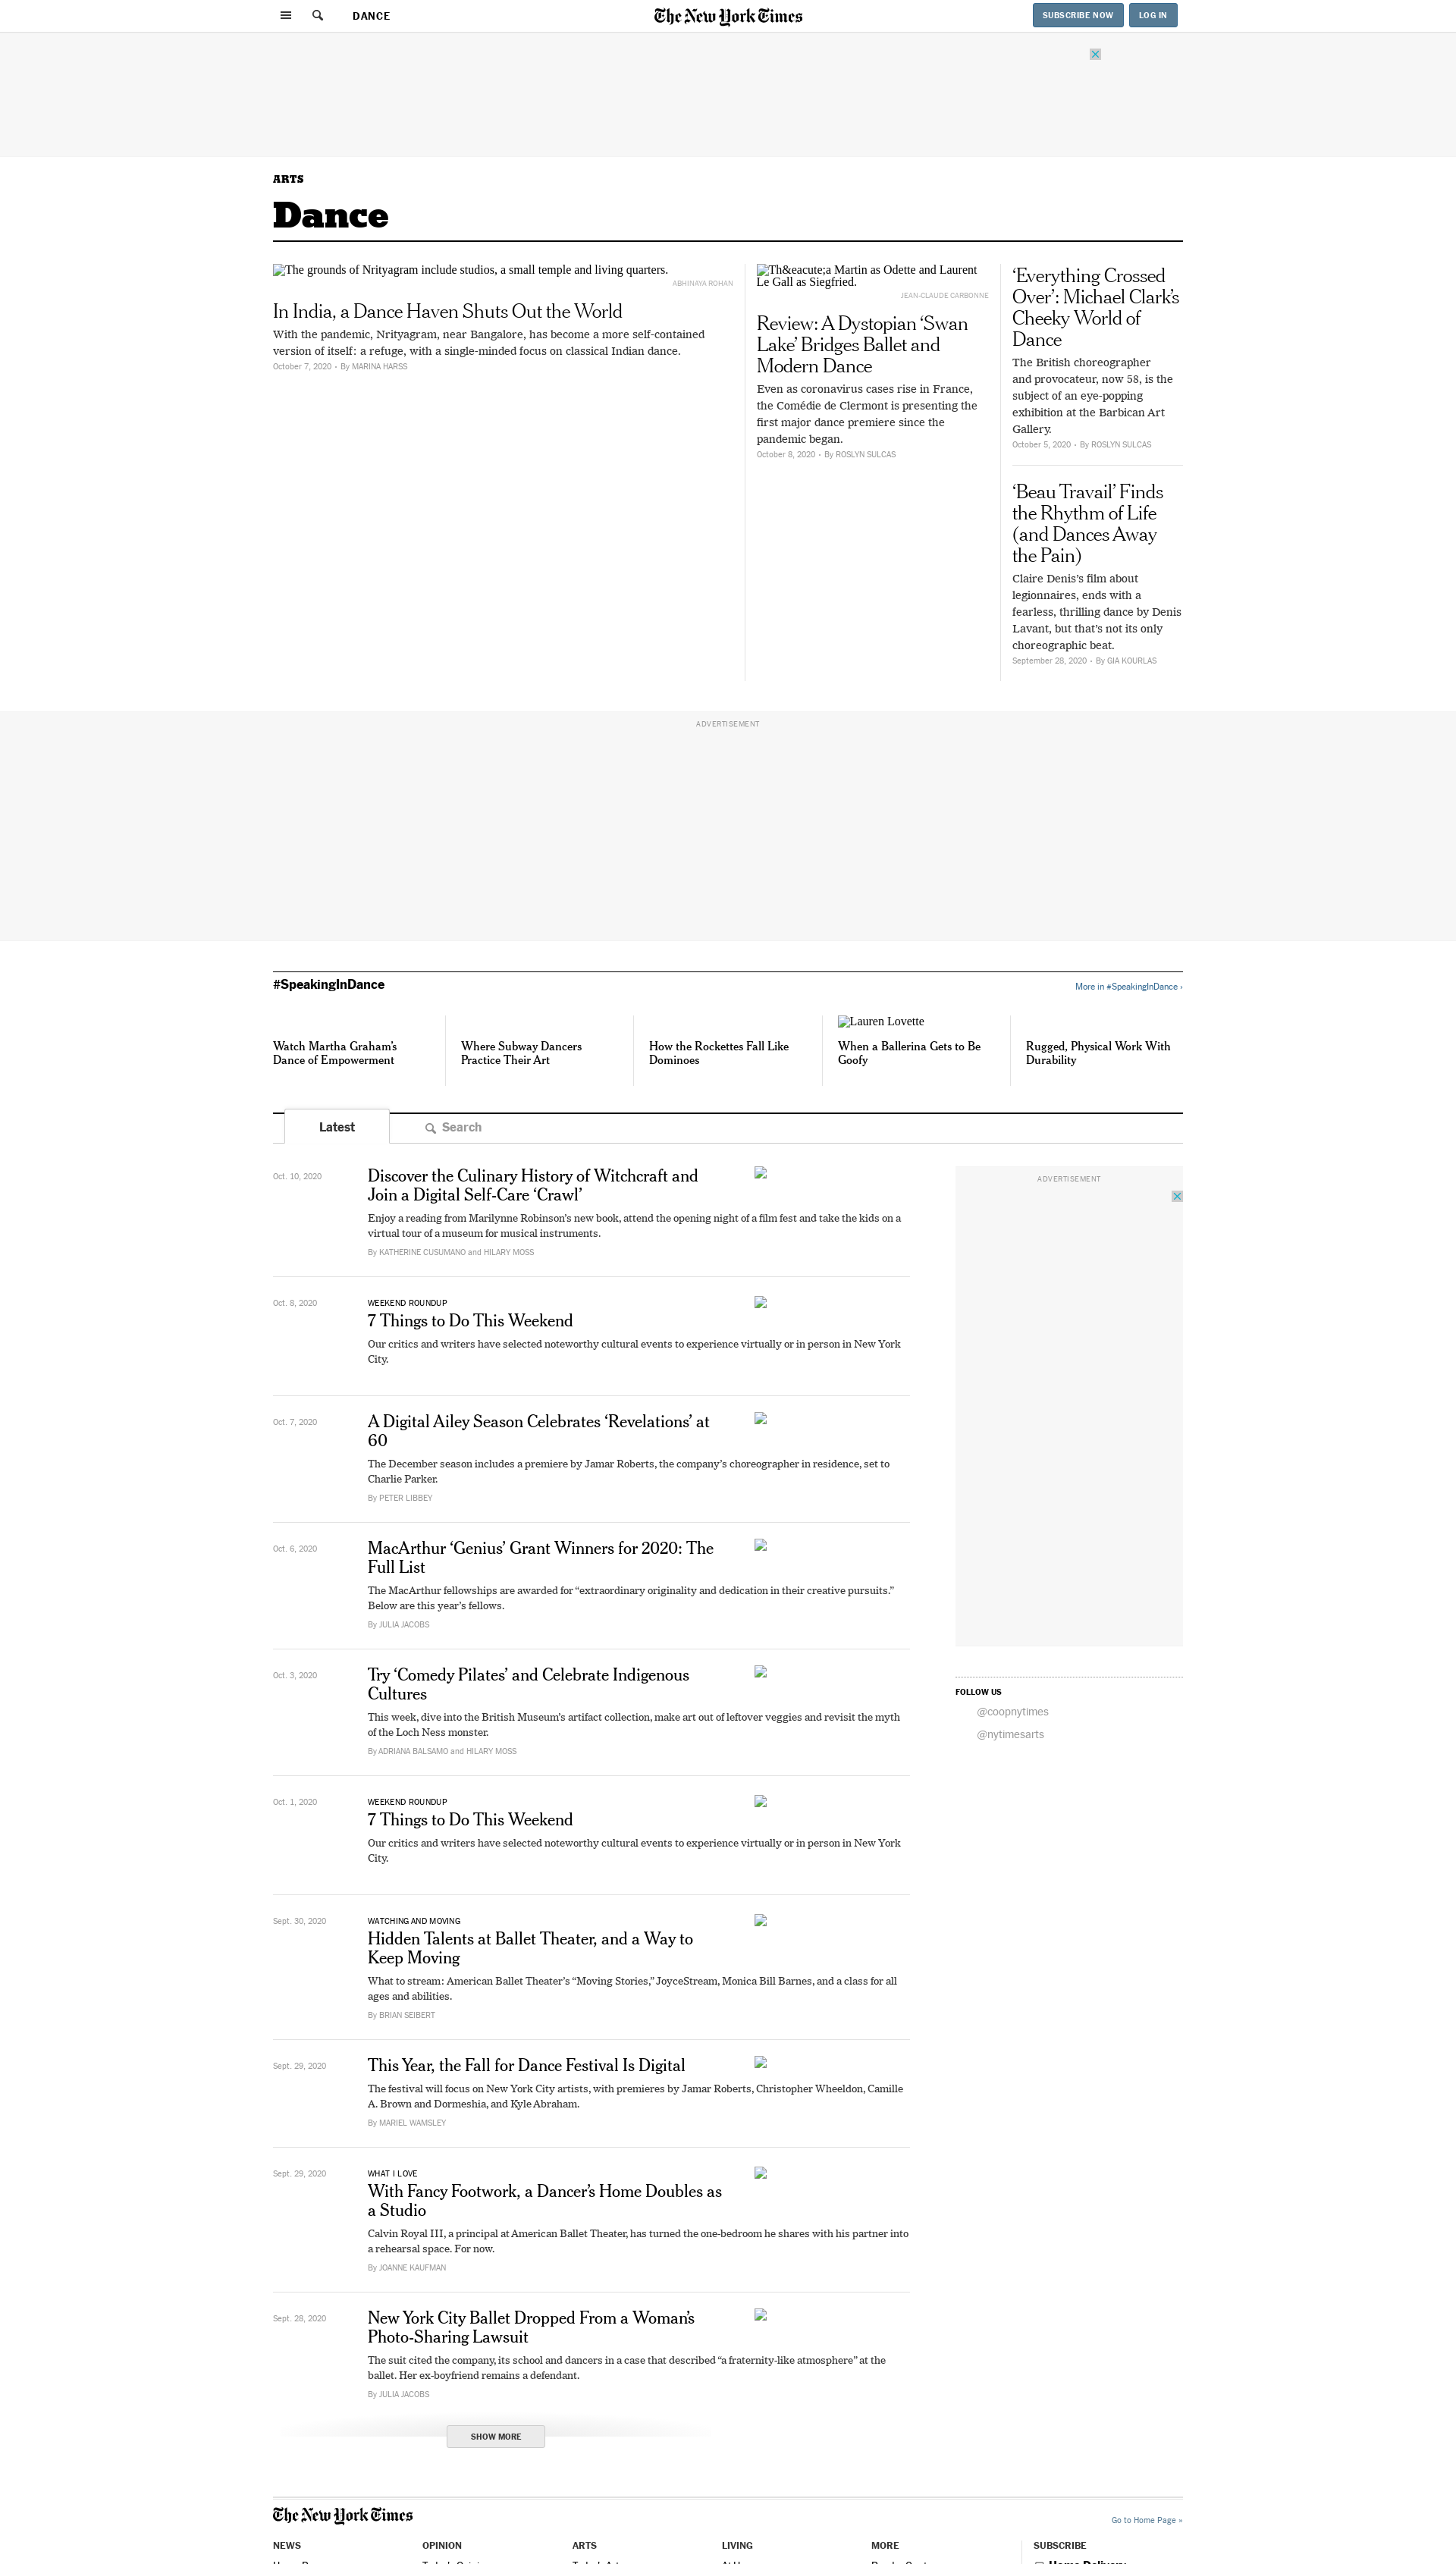 DANCE
The New York Times
SUBSCRIBE NOW
LOG IN
ARTS
Dance
The grounds of Nrityagram include studios, a small temple and living quarters.
ABHINAYA ROHAN
In India, a Dance Haven Shuts Out the World
With the pandemic, Nrityagram, near Bangalore, has become a more self-contained
version of itself: a refuge, with a single-minded focus on classical Indian dance.
October 7, 2020 - By MARINA HARSS
Th&eacute;a Martin as Odette and Laurent
Le Gall as Siegfried.
JEAN-CLAUDE CARBONNE
Review: A Dystopian ‘Swan
Lake’ Bridges Ballet and
Modern Dance
Even as coronavirus cases rise in France,
the Comédie de Clermont is presenting the
first major dance premiere since the
pandemic began.
October 8, 2020 - By ROSLYN SULCAS
‘Everything Crossed
Over’: Michael Clark’s
Cheeky World of
Dance
The British choreographer
and provocateur, now 58, is the
subject of an eye-popping
exhibition at the Barbican Art
Gallery.
October 5, 2020 - By ROSLYN SULCAS
‘Beau Travail’ Finds
the Rhythm of Life
(and Dances Away
the Pain)
Claire Denis’s film about
legionnaires, ends with a
fearless, thrilling dance by Denis
Lavant, but that’s not its only
choreographic beat.
September 28, 2020 - By GIA KOURLAS
ADVERTISEMENT
#SpeakingInDance
More in #SpeakingInDance ›
Watch Martha Graham’s
Dance of Empowerment
Where Subway Dancers
Practice Their Art
How the Rockettes Fall Like
Dominoes
Lauren Lovette
When a Ballerina Gets to Be
Goofy
Rugged, Physical Work With
Durability
Latest
Search
Oct. 10, 2020
Discover the Culinary History of Witchcraft and
Join a Digital Self-Care ‘Crawl’
Enjoy a reading from Marilynne Robinson’s new book, attend the opening night of a film fest and take the kids on a
virtual tour of a museum for musical instruments.
By KATHERINE CUSUMANO and HILARY MOSS
ADVERTISEMENT
Oct. 8, 2020
WEEKEND ROUNDUP
7 Things to Do This Weekend
Our critics and writers have selected noteworthy cultural events to experience virtually or in person in New York
City.
Oct. 7, 2020
A Digital Ailey Season Celebrates ‘Revelations’ at
60
The December season includes a premiere by Jamar Roberts, the company’s choreographer in residence, set to
Charlie Parker.
By PETER LIBBEY
Oct. 6, 2020
MacArthur ‘Genius’ Grant Winners for 2020: The
Full List
The MacArthur fellowships are awarded for “extraordinary originality and dedication in their creative pursuits.”
Below are this year’s fellows.
By JULIA JACOBS
Oct. 3, 2020
Try ‘Comedy Pilates’ and Celebrate Indigenous
Cultures
This week, dive into the British Museum’s artifact collection, make art out of leftover veggies and revisit the myth
of the Loch Ness monster.
By ADRIANA BALSAMO and HILARY MOSS
FOLLOW US
@coopnytimes
@nytimesarts
Oct. 1, 2020
WEEKEND ROUNDUP
7 Things to Do This Weekend
Our critics and writers have selected noteworthy cultural events to experience virtually or in person in New York
City.
Sept. 30, 2020
WATCHING AND MOVING
Hidden Talents at Ballet Theater, and a Way to
Keep Moving
What to stream: American Ballet Theater’s “Moving Stories,” JoyceStream, Monica Bill Barnes, and a class for all
ages and abilities.
By BRIAN SEIBERT
Sept. 29, 2020
This Year, the Fall for Dance Festival Is Digital
The festival will focus on New York City artists, with premieres by Jamar Roberts, Christopher Wheeldon, Camille
A. Brown and Dormeshia, and Kyle Abraham.
By MARIEL WAMSLEY
Sept. 29, 2020
WHAT I LOVE
With Fancy Footwork, a Dancer’s Home Doubles as
a Studio
Calvin Royal III, a principal at American Ballet Theater, has turned the one-bedroom he shares with his partner into
a rehearsal space. For now.
By JOANNE KAUFMAN
Sept. 28, 2020
New York City Ballet Dropped From a Woman’s
Photo-Sharing Lawsuit
The suit cited the company, its school and dancers in a case that described “a fraternity-like atmosphere” at the
ballet. Her ex-boyfriend remains a defendant.
By JULIA JACOBS
SHOW MORE
The New York Times
Go to Home Page »
NEWS
OPINION
ARTS
LIVING
MORE
SUBSCRIBE